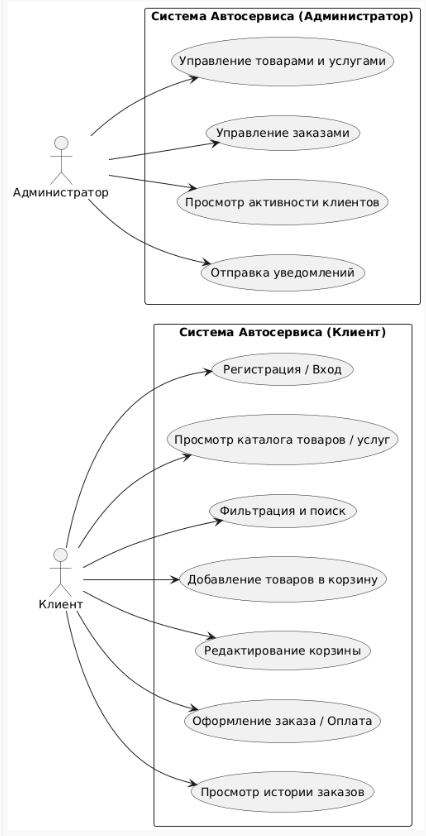 Система Автосервиса (Администратор)
Управление товарами и услугами
Управление заказами
Администратор
Просмотр активности клиентов
Отправка уведомлений
Система Автосервиса (Клиент)
Регистрация / Вход
Просмотр каталога товаров / услуг
Фильтрация и поиск
Добавление товаров в корзину
Клиент
Редактирование корзины
Оформление заказа / Оплата
Просмотр истории заказов